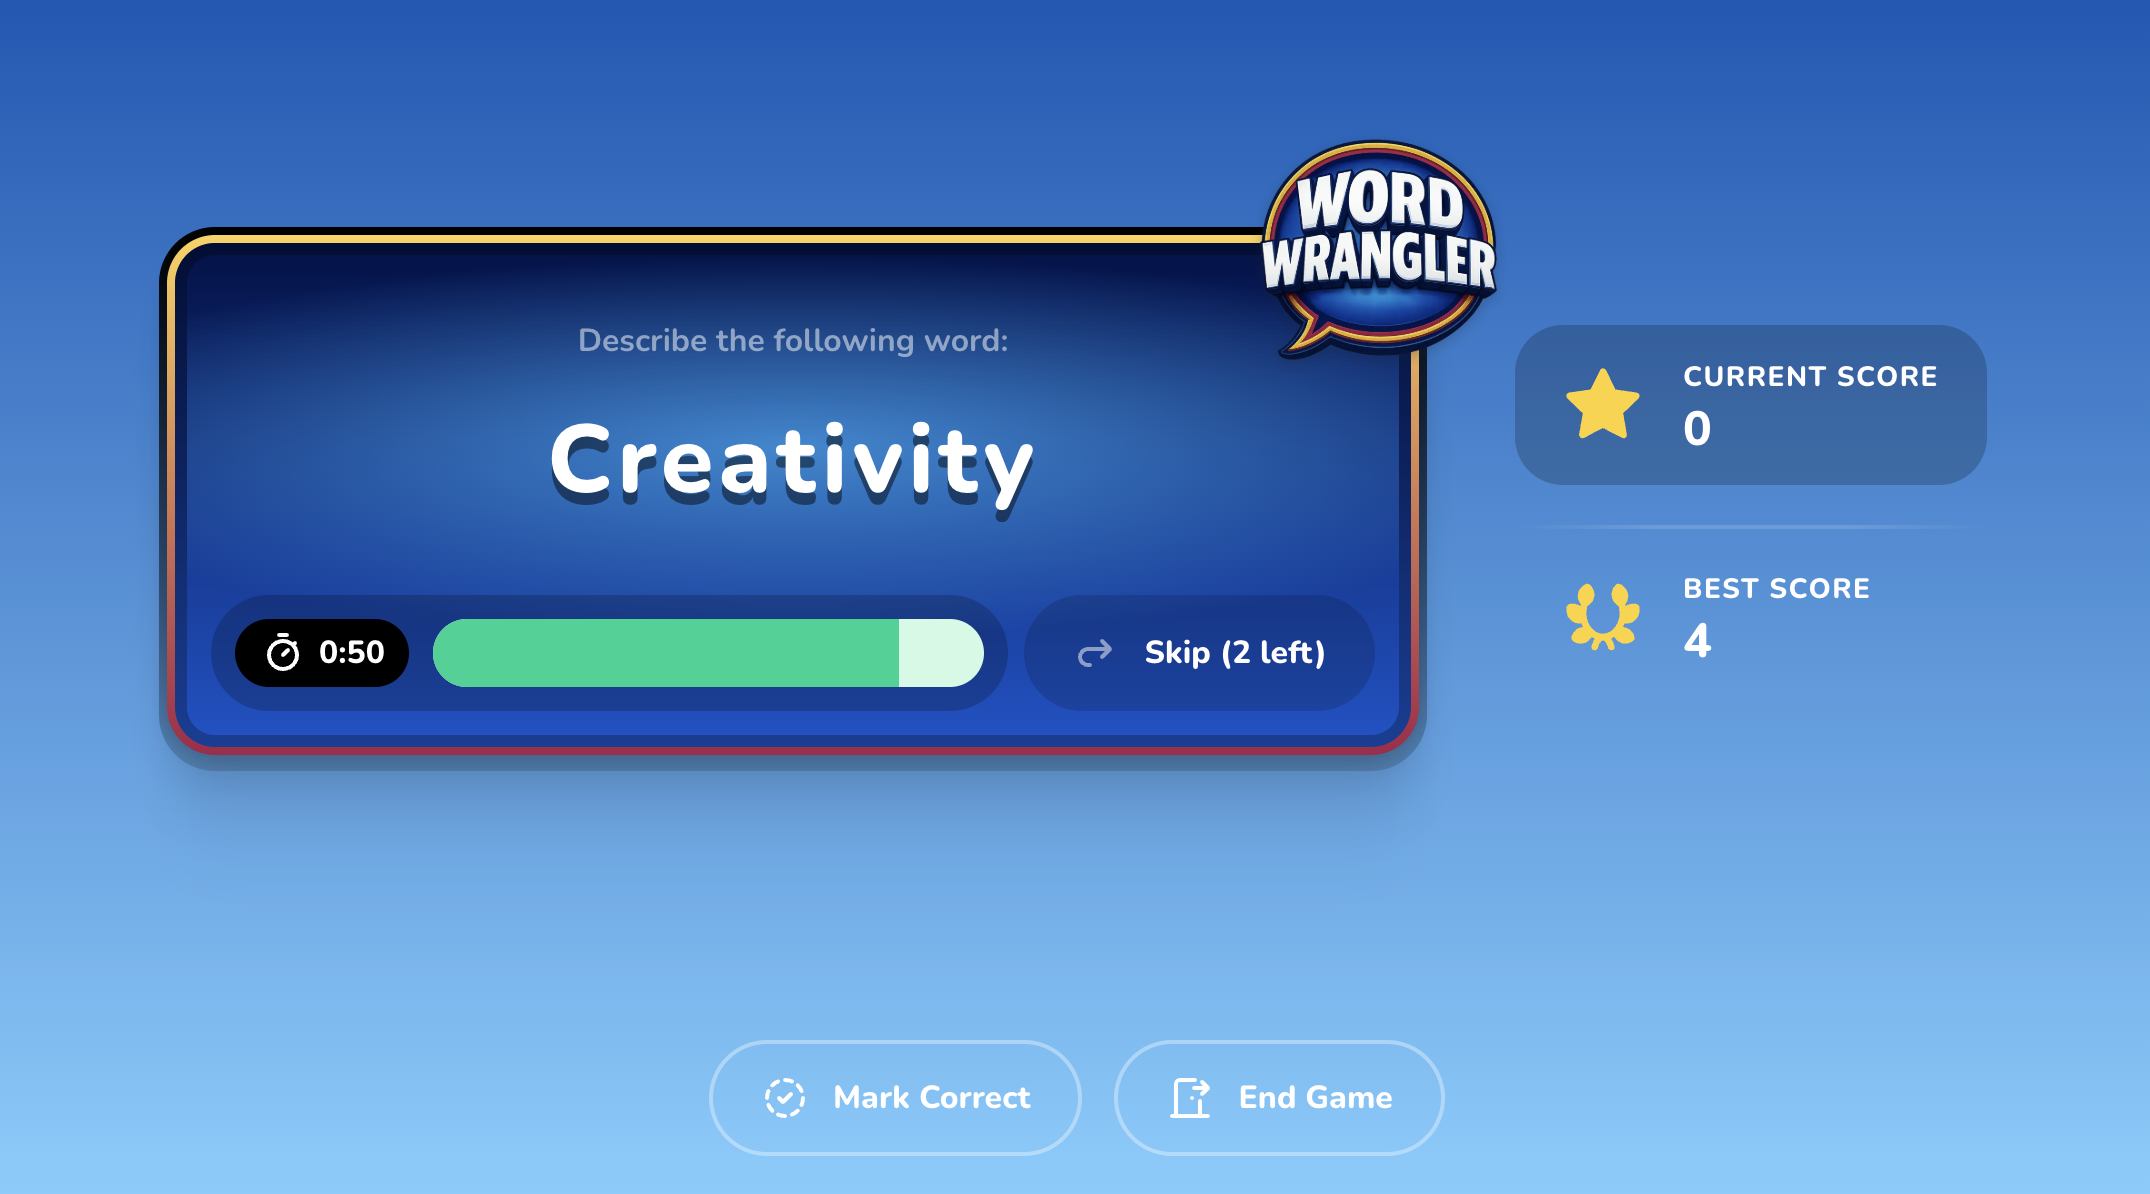 WORD
WRANGLER
Describe the following word:
Creativity
0:50
Skip (2 left)
CURRENT SCORE
0
BEST SCORE
4
Mark Correct
End Game